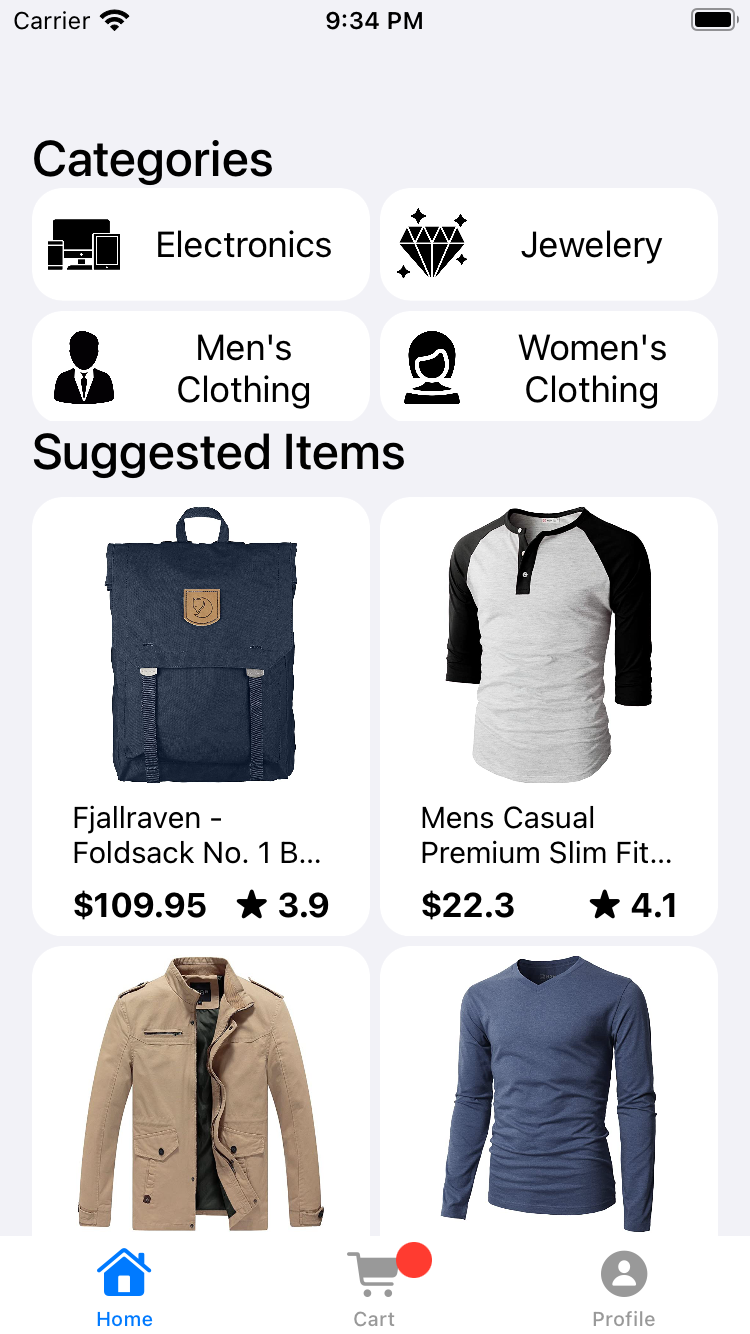 Carrier 9:34 PM
Categories
Electronics
Jewelery
Men's
Clothing
Women's
Clothing
Suggested Items
Fjallraven -
Foldsack No. 1 B...
$109.95 ★ 3.9
Mens Casual
Premium Slim Fit...
$22.3 ★ 4.1
Home Cart Profile